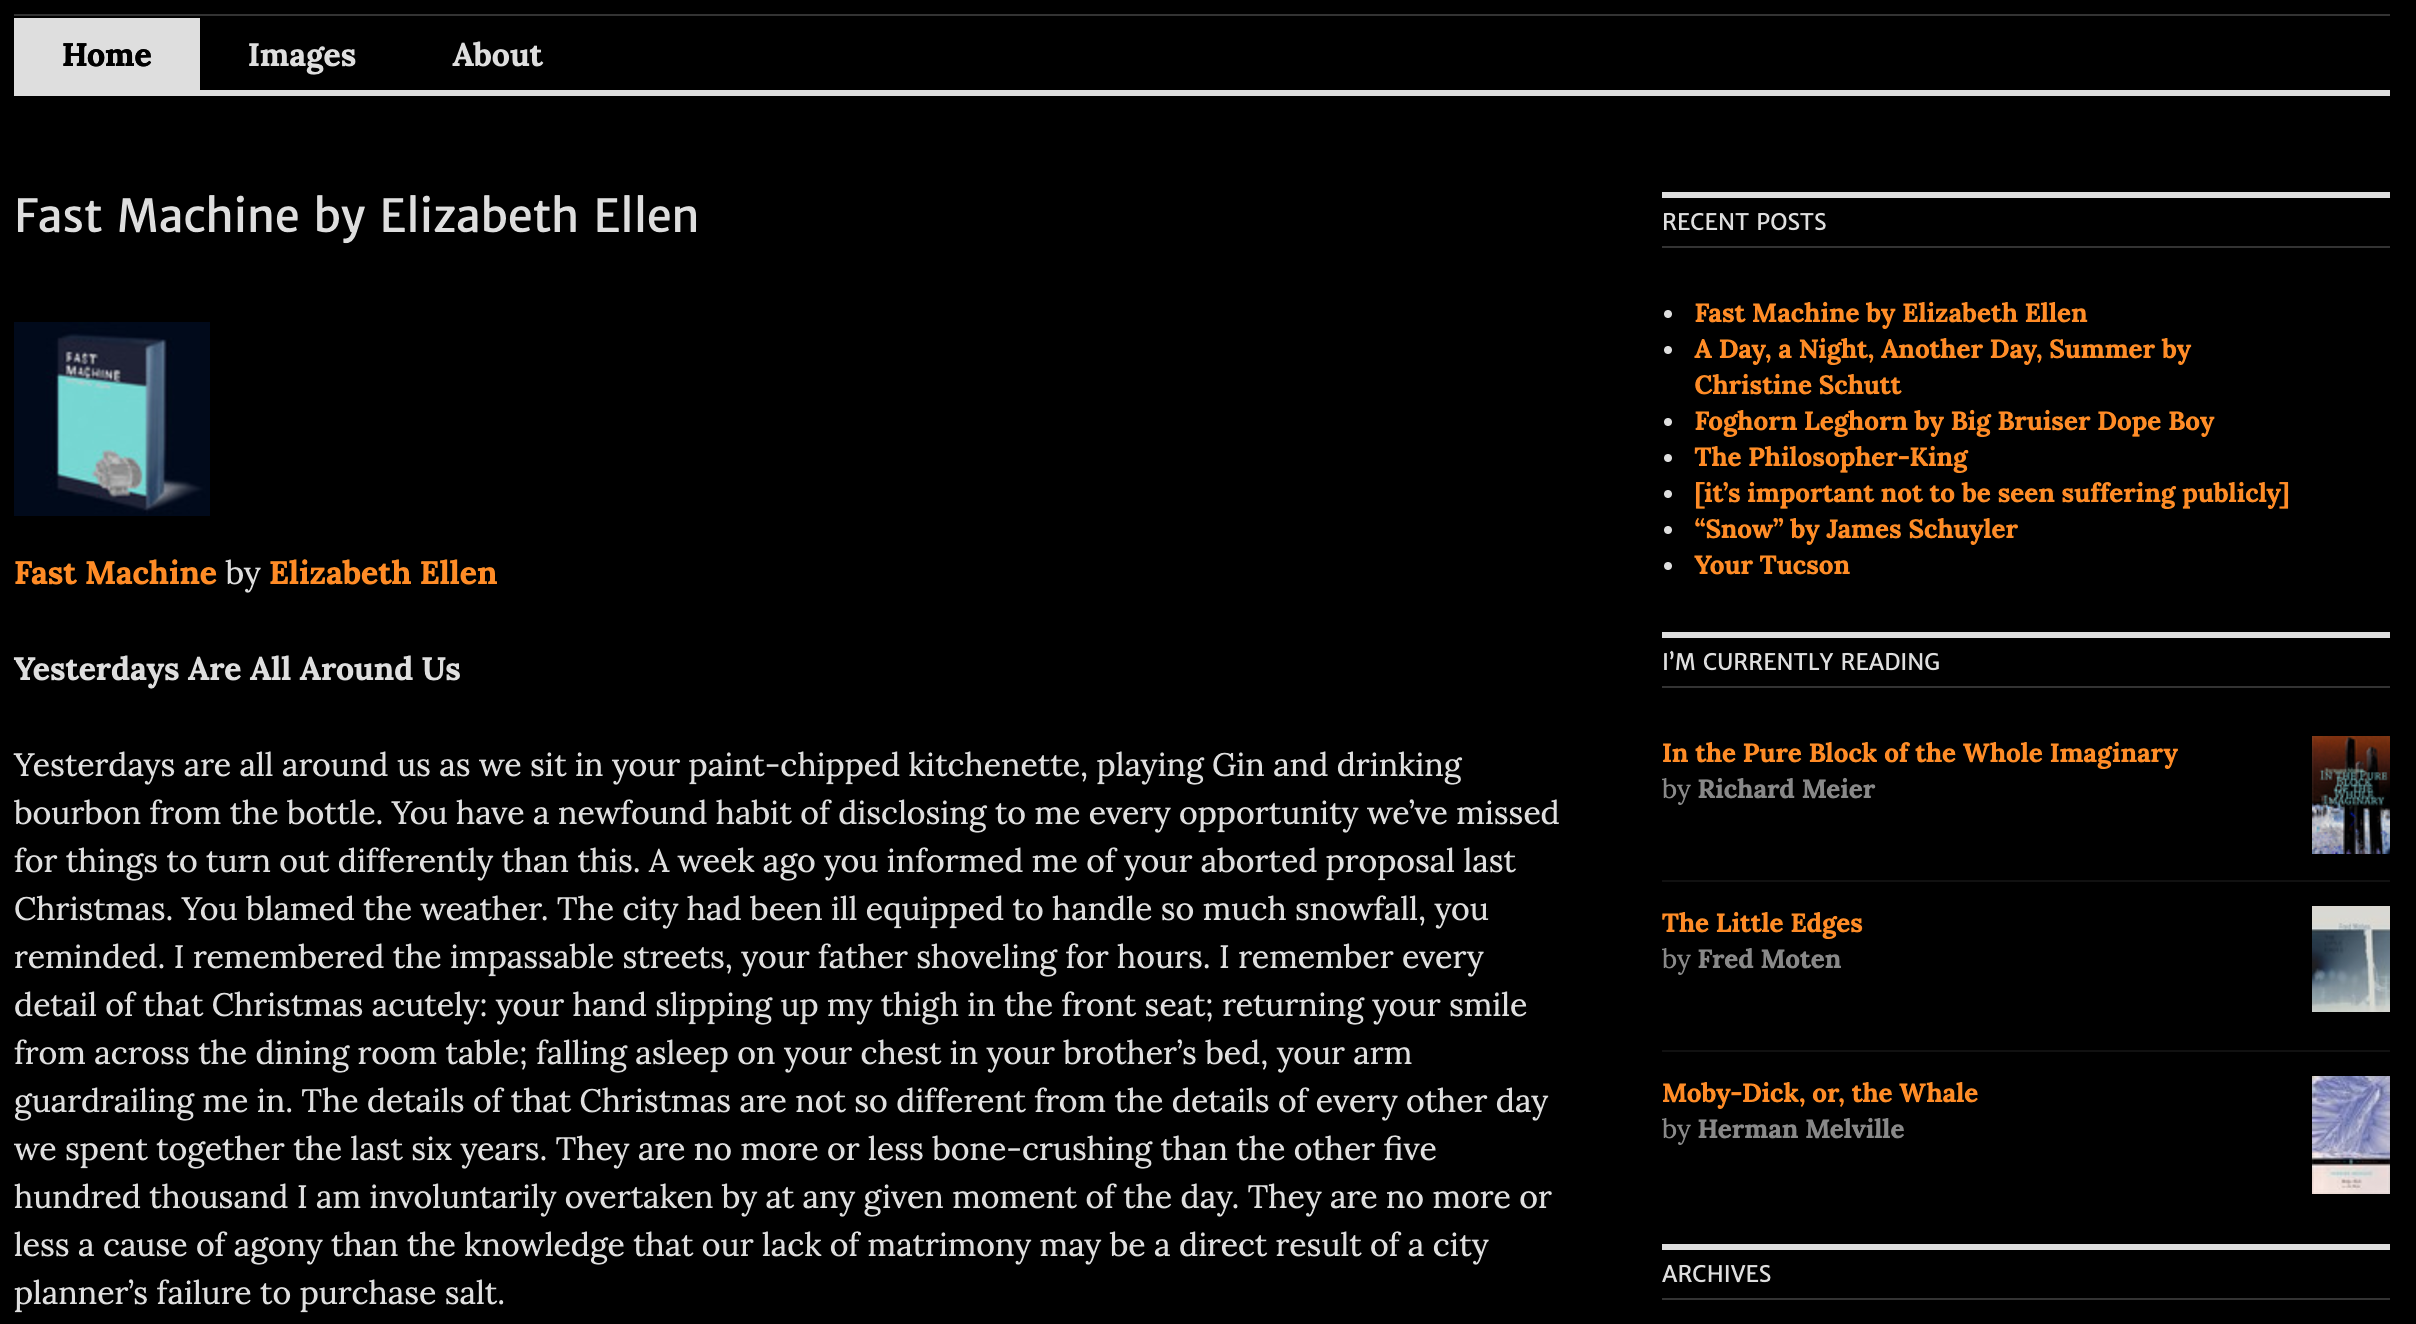 Home
Images
About
Fast Machine by Elizabeth Ellen
FAST
MACHINE
Fast Machine by Elizabeth Ellen
Yesterdays Are All Around Us
Yesterdays are all around us as we sit in your paint-chipped kitchenette, playing Gin and drinking
bourbon from the bottle. You have a newfound habit of disclosing to me every opportunity we’ve missed
for things to turn out differently than this. A week ago you informed me of your aborted proposal last
Christmas. You blamed the weather. The city had been ill equipped to handle so much snowfall, you
reminded. I remembered the impassable streets, your father shoveling for hours. I remember every
detail of that Christmas acutely: your hand slipping up my thigh in the front seat; returning your smile
from across the dining room table; falling asleep on your chest in your brother’s bed, your arm
guardrailing me in. The details of that Christmas are not so different from the details of every other day
we spent together the last six years. They are no more or less bone-crushing than the other five
hundred thousand I am involuntarily overtaken by at any given moment of the day. They are no more or
less a cause of agony than the knowledge that our lack of matrimony may be a direct result of a city
planner’s failure to purchase salt.
RECENT POSTS
• Fast Machine by Elizabeth Ellen
• A Day, a Night, Another Day, Summer by
Christine Schutt
• Foghorn Leghorn by Big Bruiser Dope Boy
• The Philosopher-King
• [it’s important not to be seen suffering publicly]
• “Snow” by James Schuyler
• Your Tucson
I’M CURRENTLY READING
In the Pure Block of the Whole Imaginary
by Richard Meier
IN THE PURE
BLOCK
OF THE
WHOLE
IMAGINARY
The Little Edges
by Fred Moten
Moby-Dick, or, the Whale
by Herman Melville
ARCHIVES